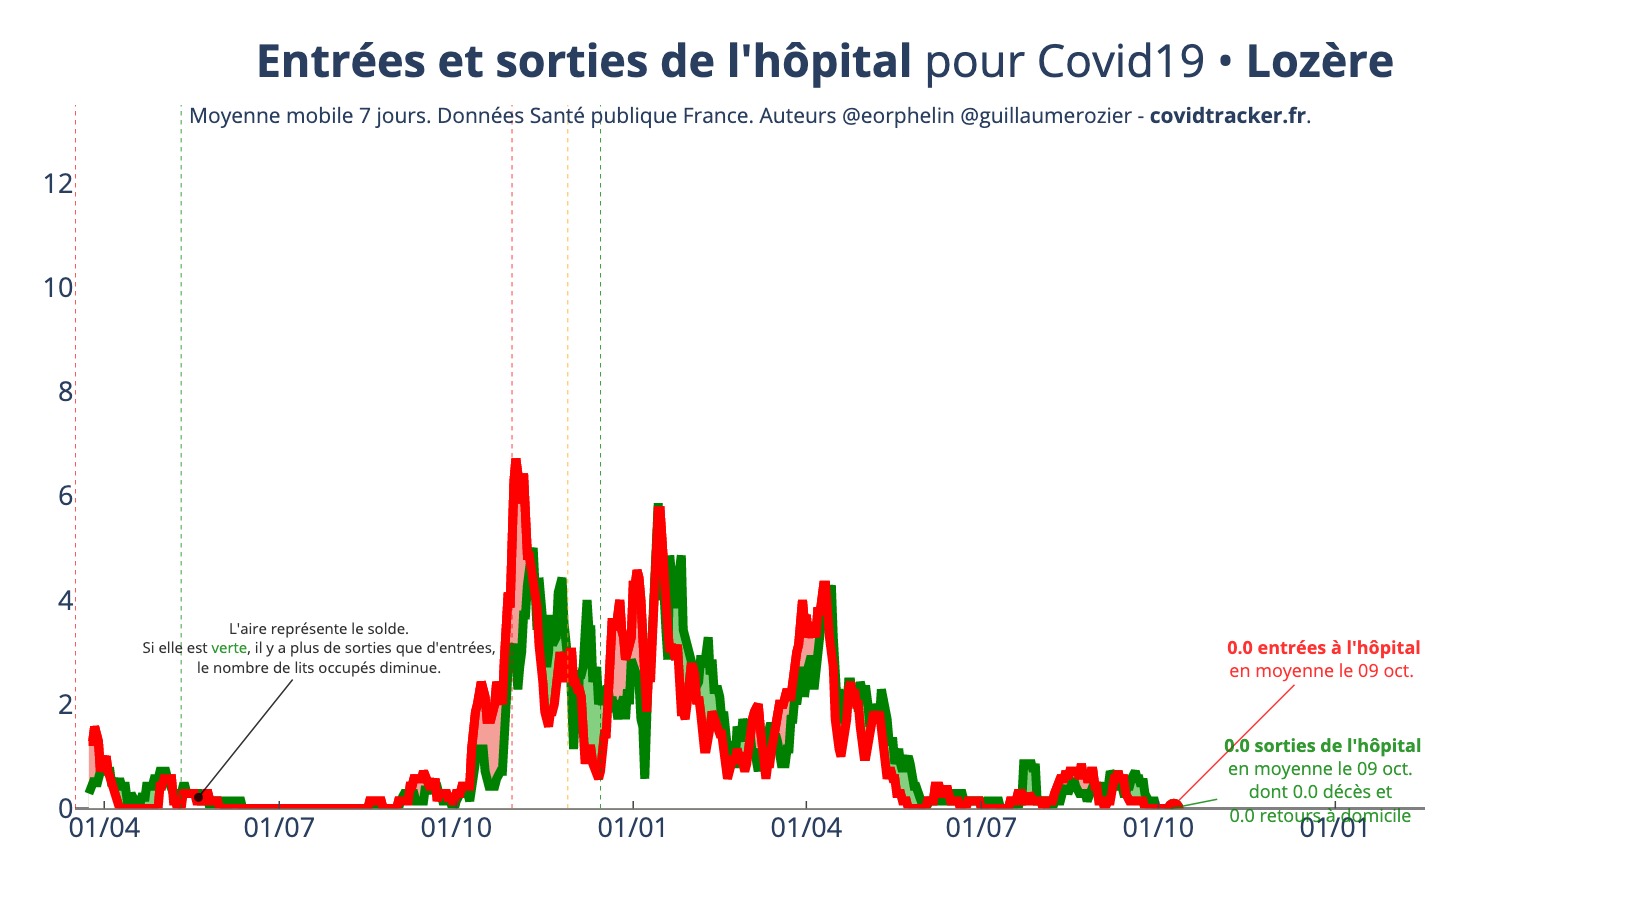 Entrées et sorties de l'hôpital pour Covid19 • Lozère
Moyenne mobile 7 jours. Données Santé publique France. Auteurs @eorphelin @guillaumerozier - covidtracker.fr.
12
10
8
6
4
2
0
L'aire représente le solde.
Si elle est verte, il y a plus de sorties que d'entrées,
le nombre de lits occupés diminue.
0.0 entrées à l'hôpital
en moyenne le 09 oct.
0.0 sorties de l'hôpital
en moyenne le 09 oct.
dont 0.0 décès et
0.0 retours à domicile
01/04 01/07 01/10 01/01 01/04 01/07 01/10 01/01